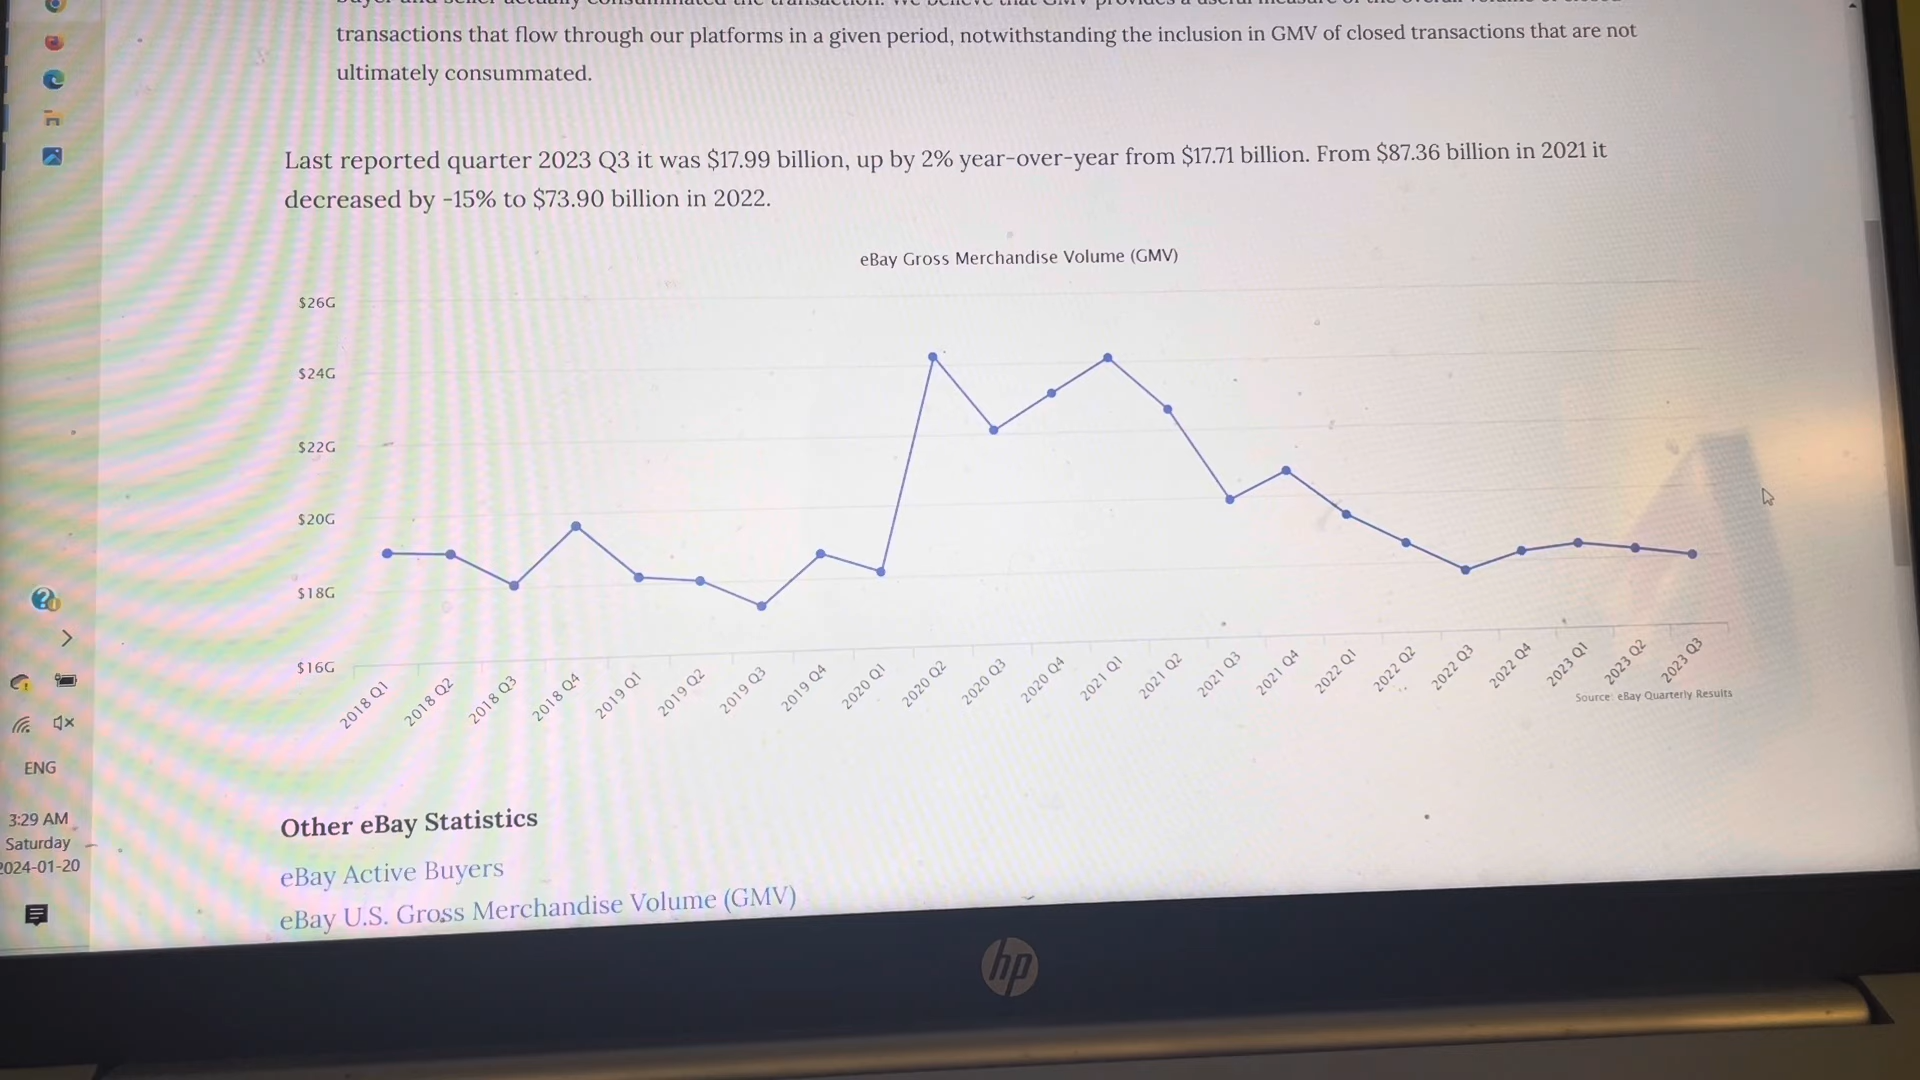 transactions that flow through our platforms in a given period, notwithstanding the inclusion in GMV of closed transactions that are not
ultimately consummated.
Last reported quarter 2023 Q3 it was $17.99 billion, up by 2% year-over-year from $17.71 billion. From $87.36 billion in 2021 it
decreased by -15% to $73.90 billion in 2022.
eBay Gross Merchandise Volume (GMV)
$26G
$24G
$22G
$20G
$18G
$16G
2018 Q1
2018 Q2
2018 Q3
2018 Q4
2019 Q1
2019 Q2
2019 Q3
2019 Q4
2020 Q1
2020 Q2
2020 Q3
2020 Q4
2021 Q1
2021 Q2
2021 Q3
2021 Q4
2022 Q1
2022 Q2
2022 Q3
2022 Q4
2023 Q1
2023 Q2
2023 Q3
Source: eBay Quarterly Results
Other eBay Statistics
eBay Active Buyers
eBay U.S. Gross Merchandise Volume (GMV)
ENG
3:29 AM
Saturday
2024-01-20
hp